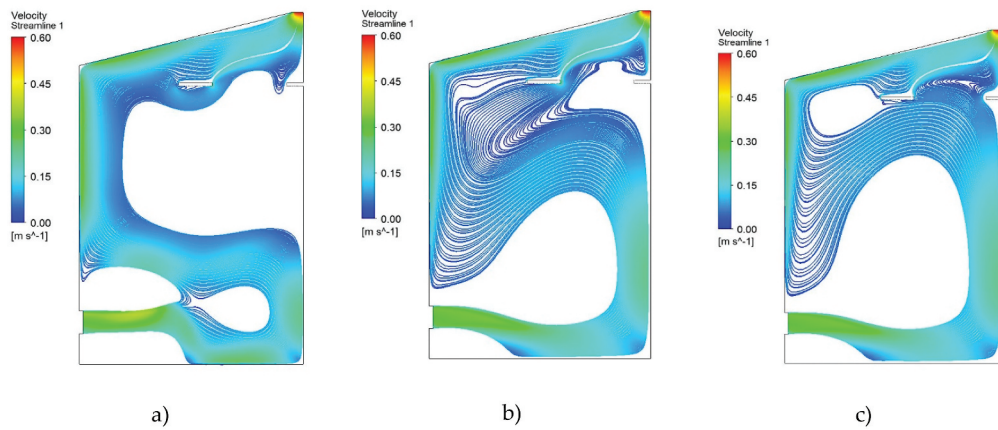 Velocity
Streamline 1
0.60
0.45
0.30
0.15
0.00
[m s^-1]
Velocity
Streamline 1
0.60
0.45
0.30
0.15
0.00
[m s^-1]
Velocity
Streamline 1
0.60
0.45
0.30
0.15
0.00
[m s^-1]
a)
b)
c)